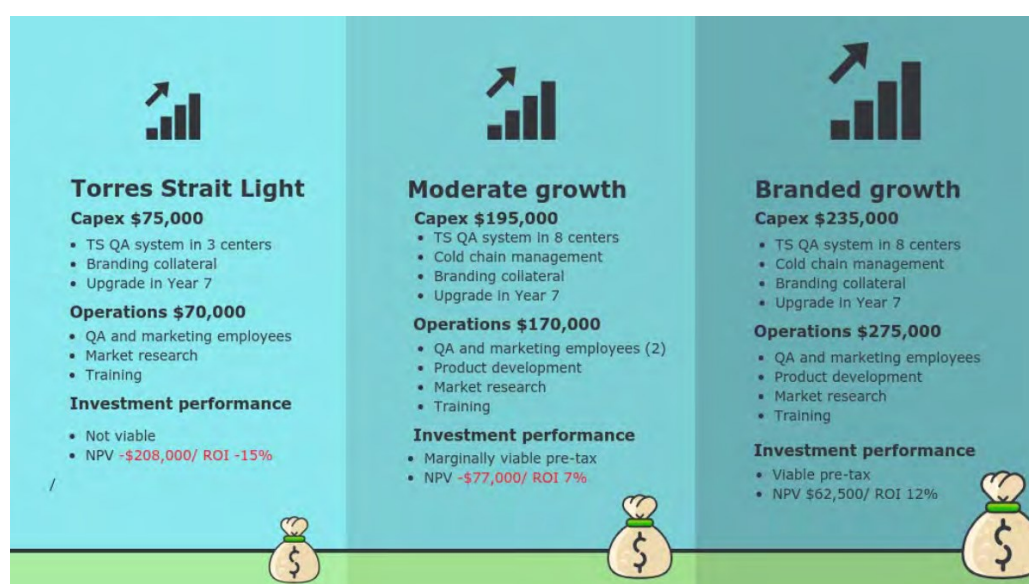 Torres Strait Light
Capex $75,000
• TS QA system in 3 centers
• Branding collateral
• Upgrade in Year 7
Operations $70,000
• QA and marketing employees
• Market research
• Training
Investment performance
• Not viable
• NPV -$208,000/ ROI -15%
/
Moderate growth
Capex $195,000
• TS QA system in 8 centers
• Cold chain management
• Branding collateral
• Upgrade in Year 7
Operations $170,000
• QA and marketing employees (2)
• Product development
• Market research
• Training
Investment performance
• Marginally viable pre-tax
• NPV -$77,000/ ROI 7%
Branded growth
Capex $235,000
• TS QA system in 8 centers
• Cold chain management
• Branding collateral
• Upgrade in Year 7
Operations $275,000
• QA and marketing employees
• Product development
• Market research
• Training
Investment performance
• Viable pre-tax
• NPV $62,500/ ROI 12%
$
$
$